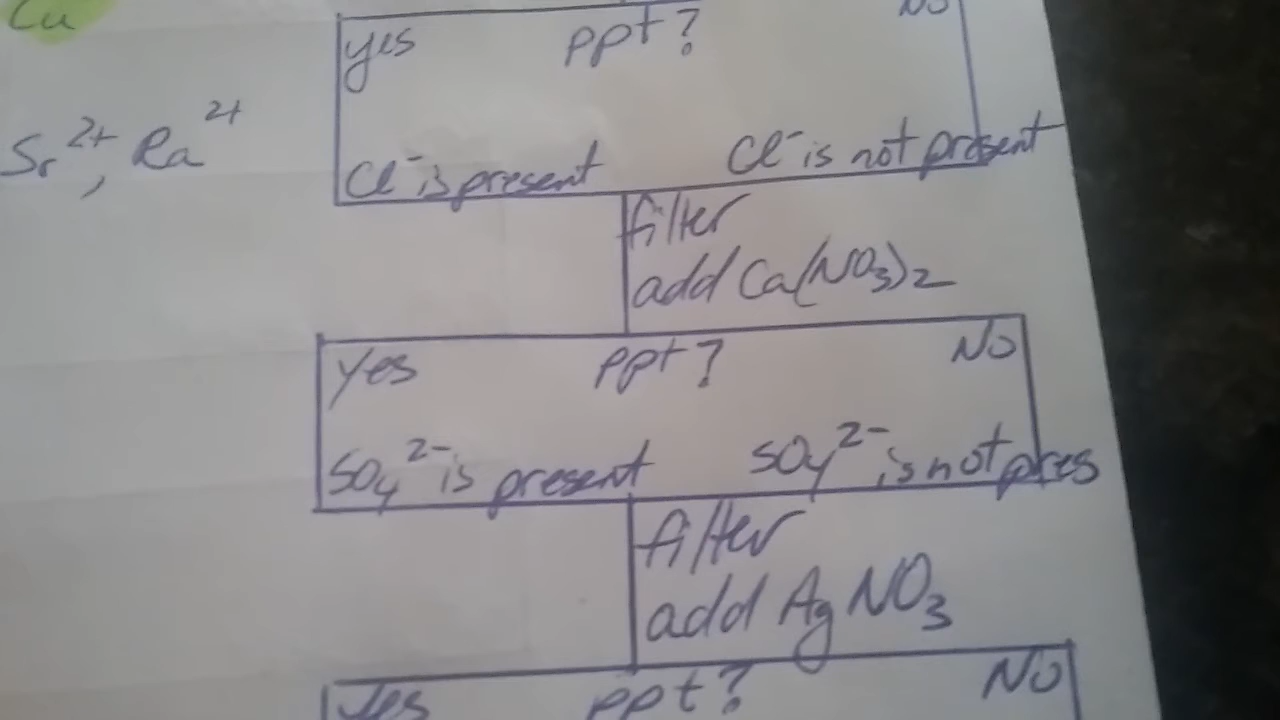 Cu
yes ppt? No
Sr²⁺, Ra²⁺
Cl⁻ is present Cl⁻ is not present
filter
add Ca(NO₃)₂
Yes ppt? No
SO₄²⁻ is present SO₄²⁻ is not pres
filter
add AgNO₃
Yes ppt? No